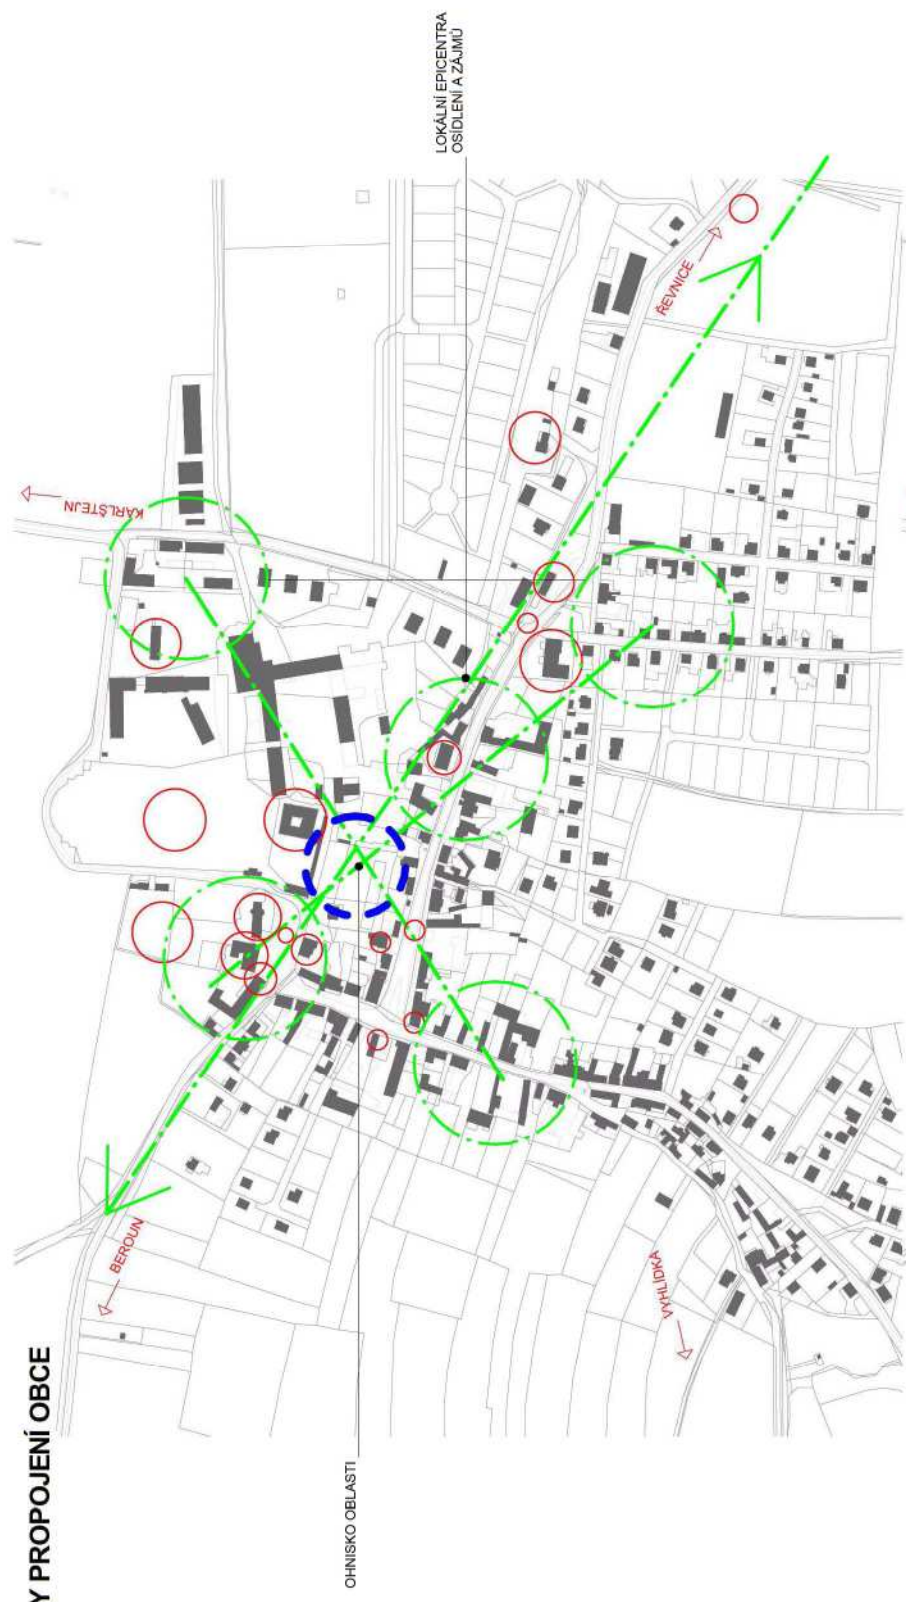 Y PROPOJENÍ OBCE
BEROUN
KARLŠTEJN
OHNISKO OBLASTI
LOKÁLNÍ EPICENTRA
OSÍDLENÍ A ZÁJMŮ
VYHLÍDKA
ŘEVNICE